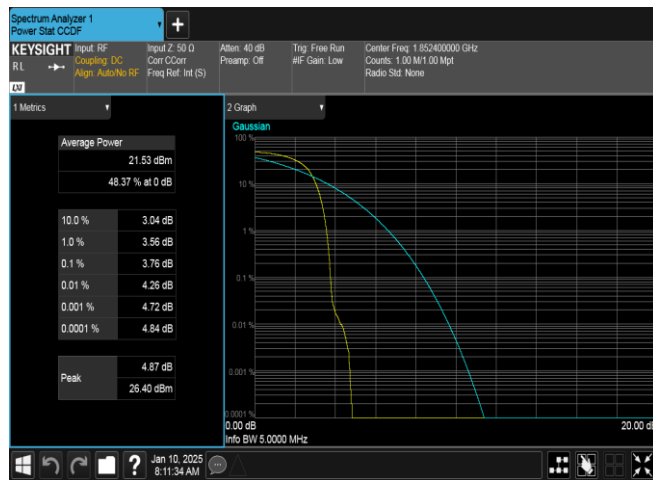 Spectrum Analyzer 1
Power Stat CCDF
+
KEYSIGHT
RL
LXI
Input: RF
Coupling: DC
Align: Auto/No RF
Input Z: 50 Ω
Corr CCorr
Freq Ref: Int (S)
Atten: 40 dB
Preamp: Off
Trig: Free Run
#IF Gain: Low
Center Freq: 1.852400000 GHz
Counts: 1.00 M/1.00 Mpt
Radio Std: None
1 Metrics
Average Power
21.53 dBm
48.37 % at 0 dB
10.0 % 3.04 dB
1.0 % 3.56 dB
0.1 % 3.76 dB
0.01 % 4.26 dB
0.001 % 4.72 dB
0.0001 % 4.84 dB
Peak
4.87 dB
26.40 dBm
2 Graph
Gaussian
100 %
10 %
1 %
0.1 %
0.01 %
0.001 %
0.0001 %
0.00 dB
20.00 d
Info BW 5.0000 MHz
?
Jan 10, 2025
8:11:34 AM